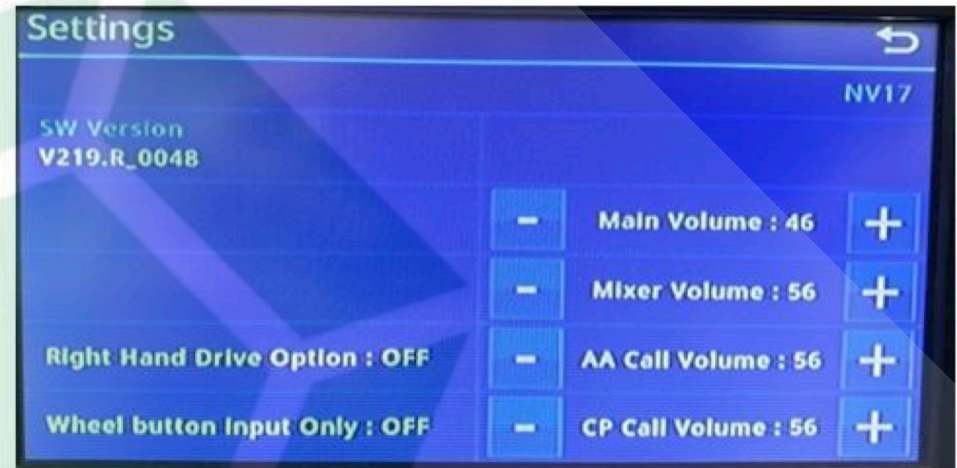 Settings
NV17
SW Version
V219.R_0048
- Main Volume : 46 +
- Mixer Volume : 56 +
Right Hand Drive Option : OFF - AA Call Volume : 56 +
Wheel button Input Only : OFF - CP Call Volume : 56 +